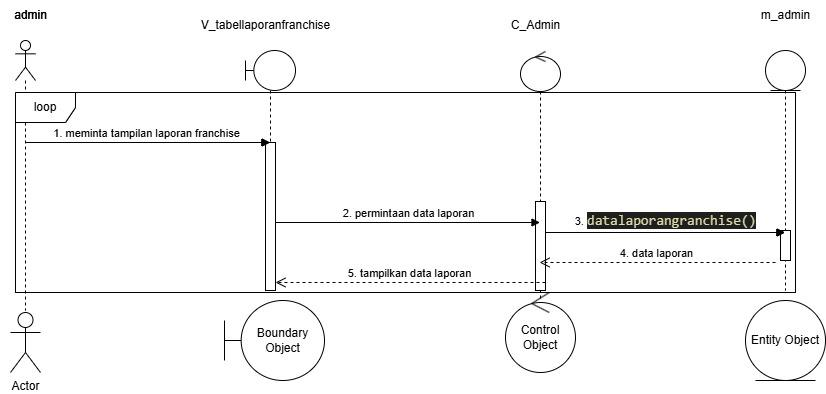 admin
V_tabellaporanfranchise
C_Admin
m_admin
loop
1. meminta tampilan laporan franchise
2. permintaan data laporan
3. datalaporangranchise()
4. data laporan
5. tampilkan data laporan
Actor
Boundary
Object
Control
Object
Entity Object